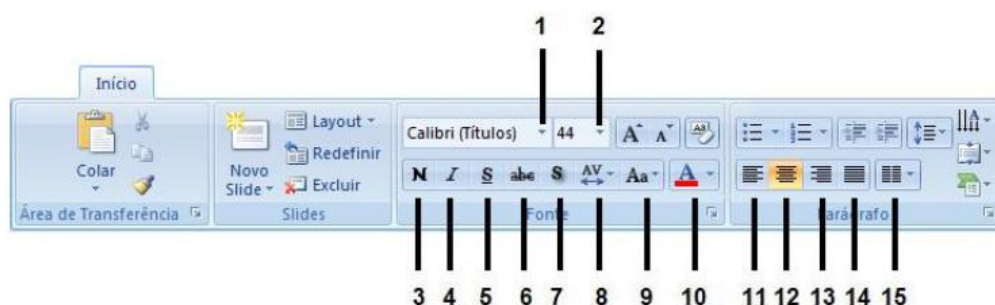 1 2
Início
Calibri (Títulos) 44 A A Aa
Layout
Redefinir
Excluir
Colar
Novo
Slide
N I S abc S AV Aa A
Área de Transferência Slides Fonte Parágrafo
3 4 5 6 7 8 9 10 11 12 13 14 15